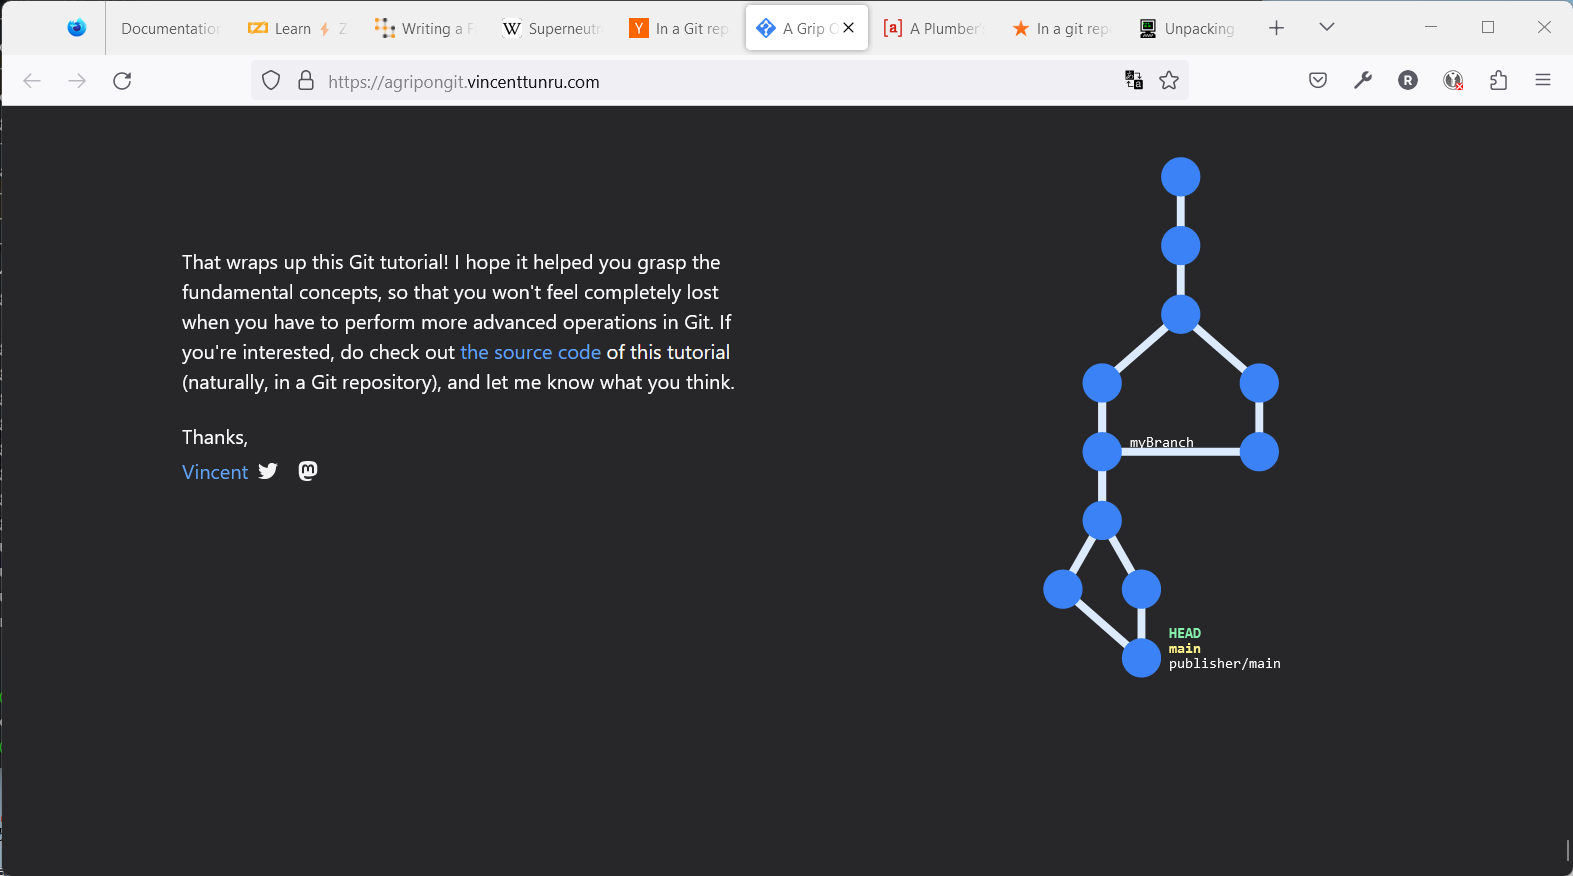 Documentation
Learn ⚡ Z
Writing a F
W Superneutr
Y In a Git rep
A Grip O
[a] A Plumber's
In a git repo
Unpacking
https://agripongit.vincenttunru.com
R
That wraps up this Git tutorial! I hope it helped you grasp the
fundamental concepts, so that you won't feel completely lost
when you have to perform more advanced operations in Git. If
you're interested, do check out the source code of this tutorial
(naturally, in a Git repository), and let me know what you think.
Thanks,
Vincent
myBranch
HEAD
main
publisher/main